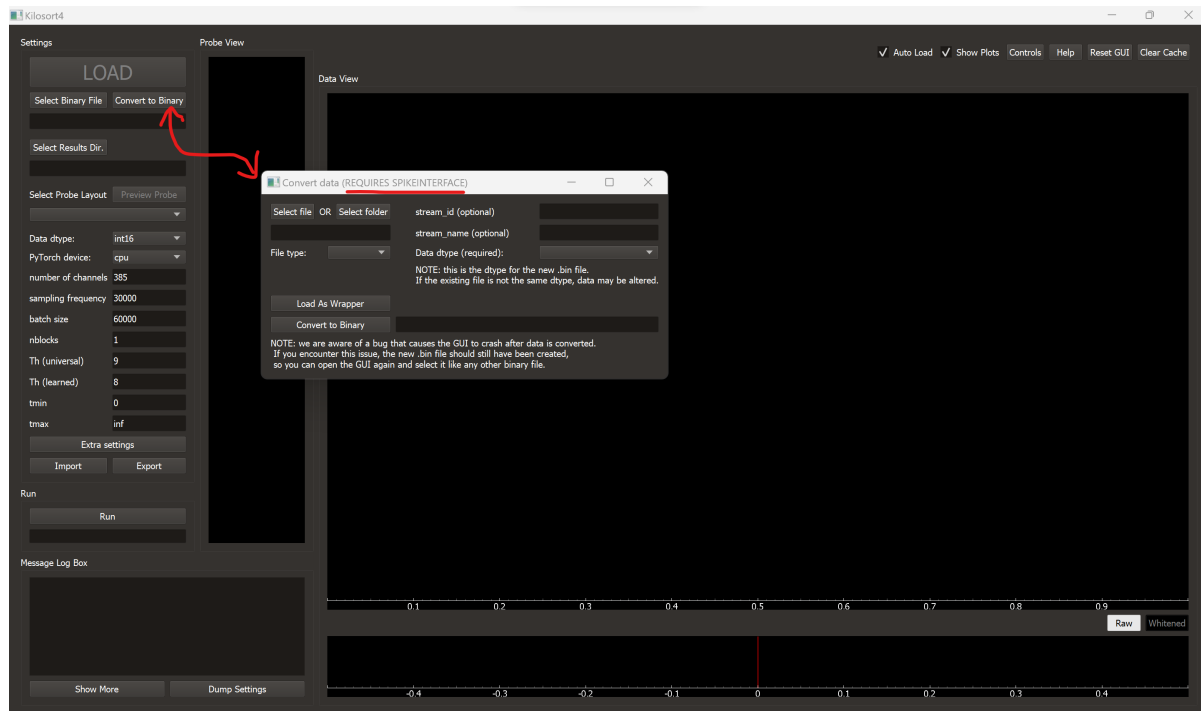 Kilosort4
Settings
Probe View
Auto Load
Show Plots
Controls
Help
Reset GUI
Clear Cache
LOAD
Data View
Select Binary File
Convert to Binary
Select Results Dir.
Select Probe Layout
Preview Probe
Data dtype:
int16
PyTorch device:
cpu
number of channels
385
sampling frequency
30000
batch size
60000
nblocks
1
Th (universal)
9
Th (learned)
8
tmin
0
tmax
inf
Extra settings
Import
Export
Run
Run
Message Log Box
Show More
Dump Settings
Convert data (REQUIRES SPIKEINTERFACE)
Select file
OR
Select folder
stream_id (optional)
stream_name (optional)
File type:
Data dtype (required):
NOTE: this is the dtype for the new .bin file.
If the existing file is not the same dtype, data may be altered.
Load As Wrapper
Convert to Binary
NOTE: we are aware of a bug that causes the GUI to crash after data is converted.
If you encounter this issue, the new .bin file should still have been created,
so you can open the GUI again and select it like any other binary file.
0.1 0.2 0.3 0.4 0.5 0.6 0.7 0.8 0.9
Raw
Whitened
-0.4 -0.3 -0.2 -0.1 0 0.1 0.2 0.3 0.4